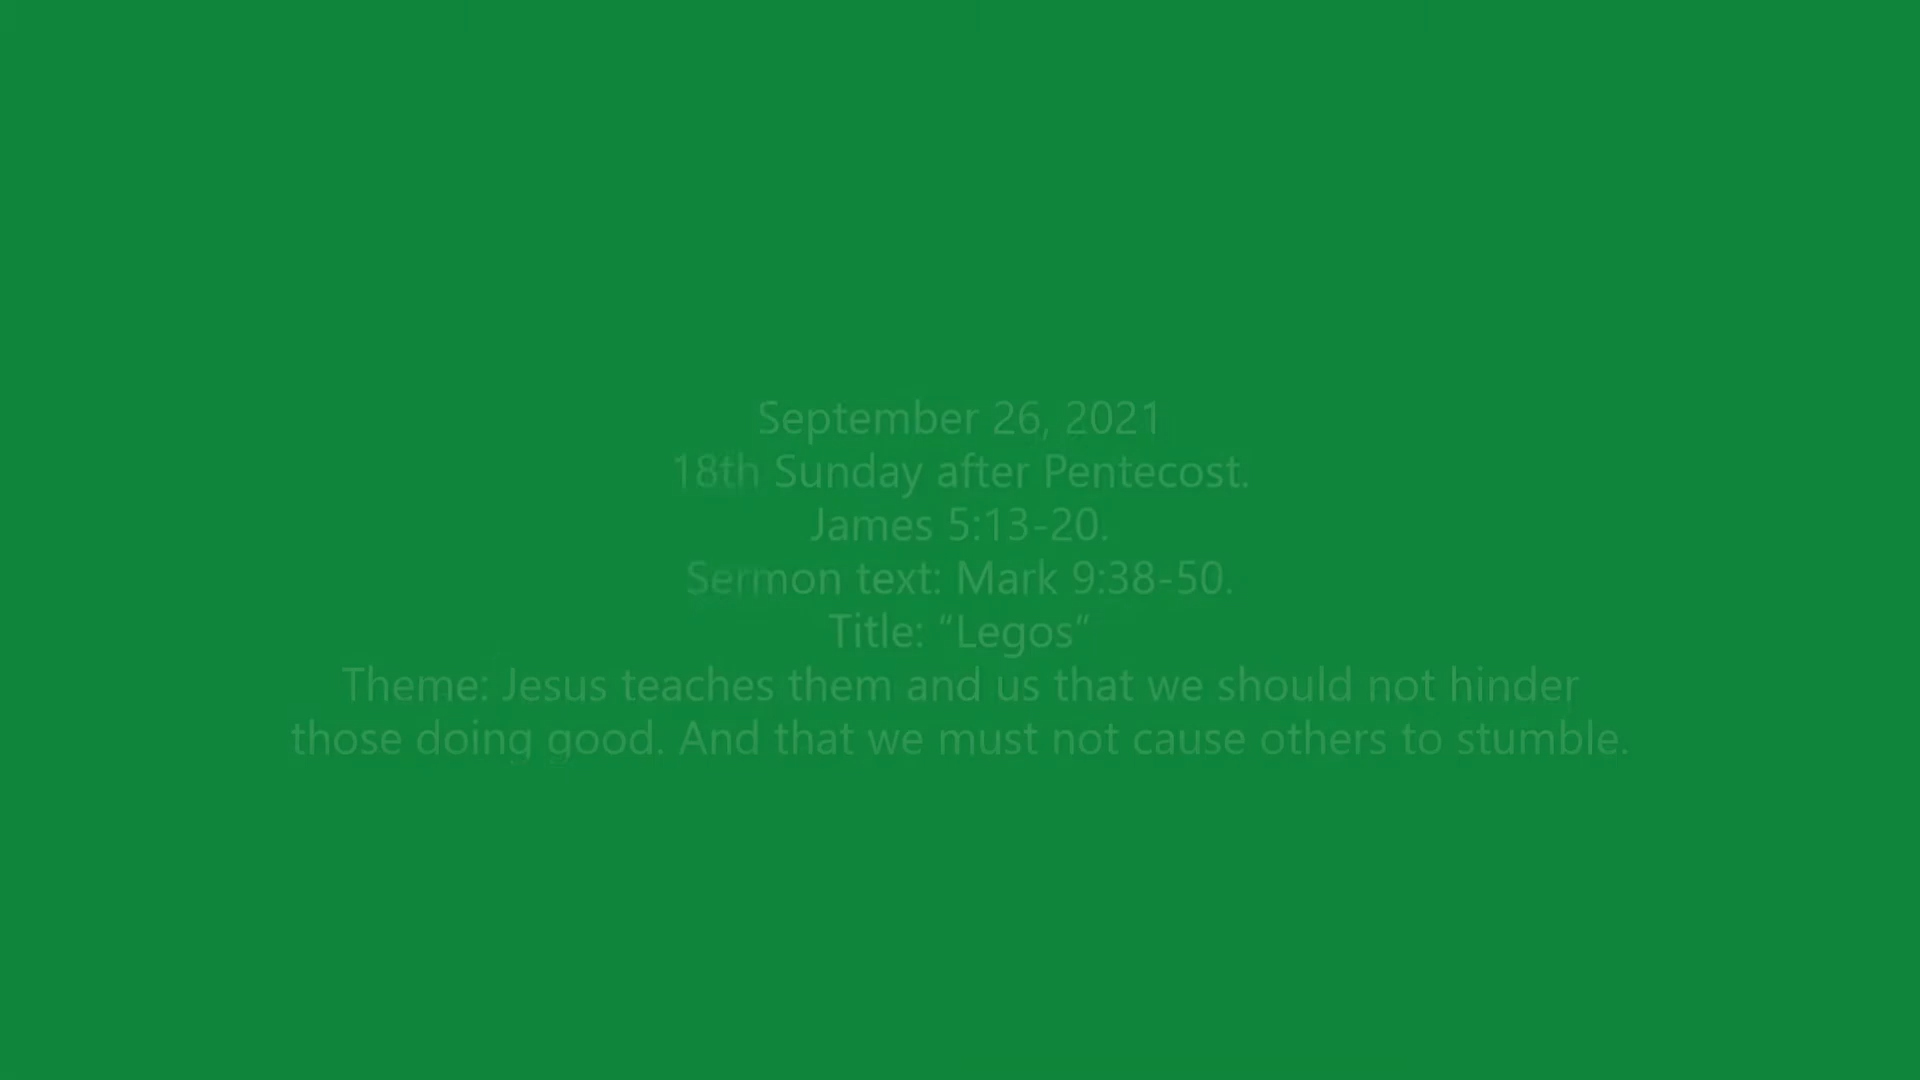 September 26, 2021
18th Sunday after Pentecost.
James 5:13-20.
Sermon text: Mark 9:38-50.
Title: “Legos”
Theme: Jesus teaches them and us that we should not hinder
those doing good. And that we must not cause others to stumble.